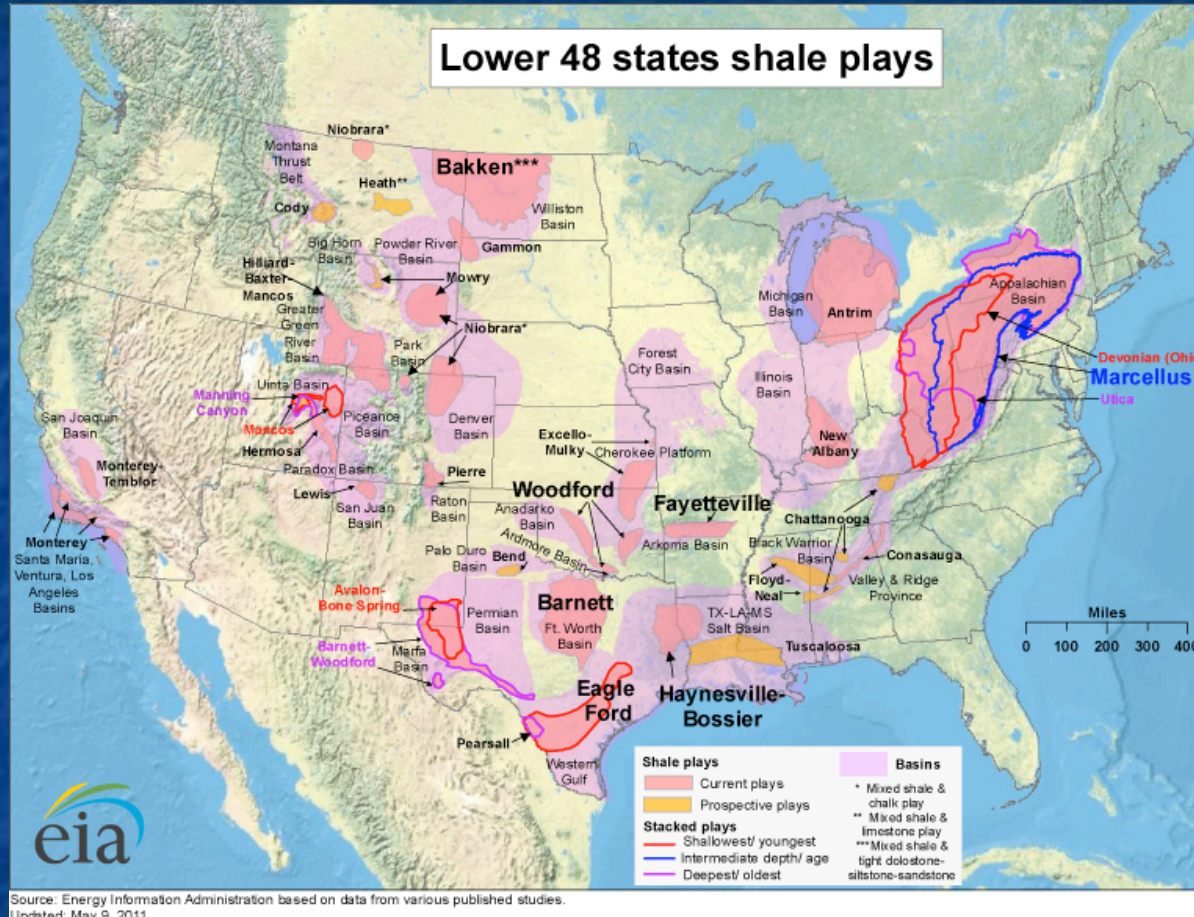 Lower 48 states shale plays
Niobrara*
Montana
Thrust
Belt
Bakken***
Heath**
Cody
Williston
Basin
Big Horn
Basin
Powder River
Basin
Gammon
Hilliard-
Baxter-
Mancos
Mowry
Greater
Green
River
Basin
Niobrara*
Park
Basin
Michigan
Basin
Antrim
Appalachian
Basin
Devonian (Ohi
Marcellus
Utica
Forest
City Basin
Illinois
Basin
Uinta Basin
Manning
Canyon
Mancos
Piceance
Basin
Denver
Basin
San Joaquin
Basin
Hermosa
Paradox Basin
Excello-
Mulky
Cherokee Platform
New
Albany
Monterey-
Temblor
Lewis
San Juan
Basin
Pierre
Raton
Basin
Woodford
Anadarko
Basin
Fayetteville
Chattanooga
Monterey
Santa Maria,
Ventura, Los
Angeles
Basins
Palo Duro
Basin
Bend
Ardmore Basin
Arkoma Basin
Black Warrior
Basin
Conasauga
Floyd-
Neal
Valley & Ridge
Province
Avalon-
Bone Spring
Permian
Basin
Barnett
Ft. Worth
Basin
TX-LA-MS
Salt Basin
Tuscaloosa
Barnett-
Woodford
Marfa
Basin
Eagle
Ford
Haynesville-
Bossier
Pearsall
Western
Gulf
Miles
0 100 200 300 400
Shale plays
Current plays
Prospective plays
Stacked plays
Shallowest/ youngest
Intermediate depth/ age
Deepest/ oldest
Basins
* Mixed shale &
chalk play
** Mixed shale &
limestone play
***Mixed shale &
tight dolostone-
siltstone-sandstone
eia
Source: Energy Information Administration based on data from various published studies.
Updated: May 9, 2011